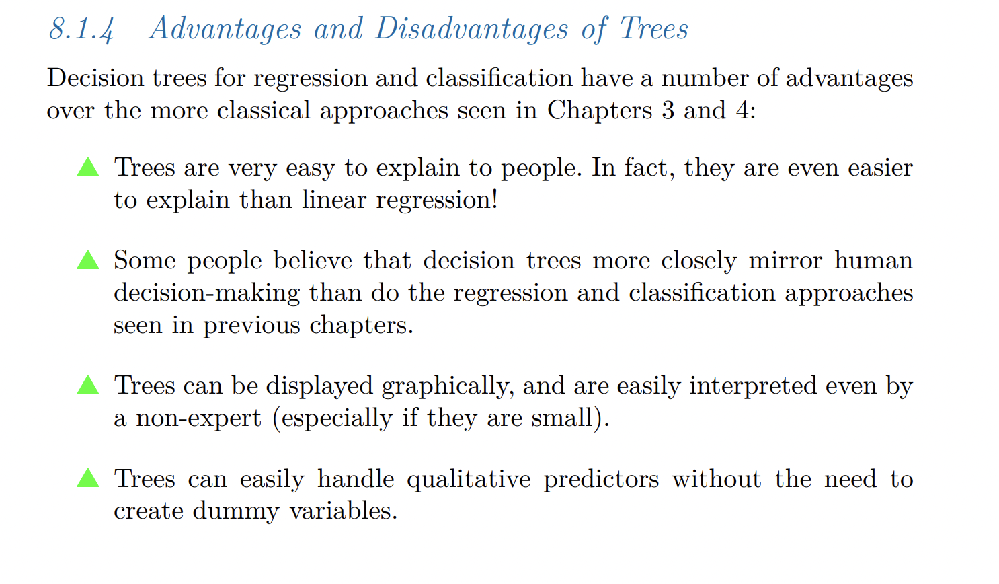 8.1.4 Advantages and Disadvantages of Trees
Decision trees for regression and classification have a number of advantages
over the more classical approaches seen in Chapters 3 and 4:
▲ Trees are very easy to explain to people. In fact, they are even easier
to explain than linear regression!
▲ Some people believe that decision trees more closely mirror human
decision-making than do the regression and classification approaches
seen in previous chapters.
▲ Trees can be displayed graphically, and are easily interpreted even by
a non-expert (especially if they are small).
▲ Trees can easily handle qualitative predictors without the need to
create dummy variables.